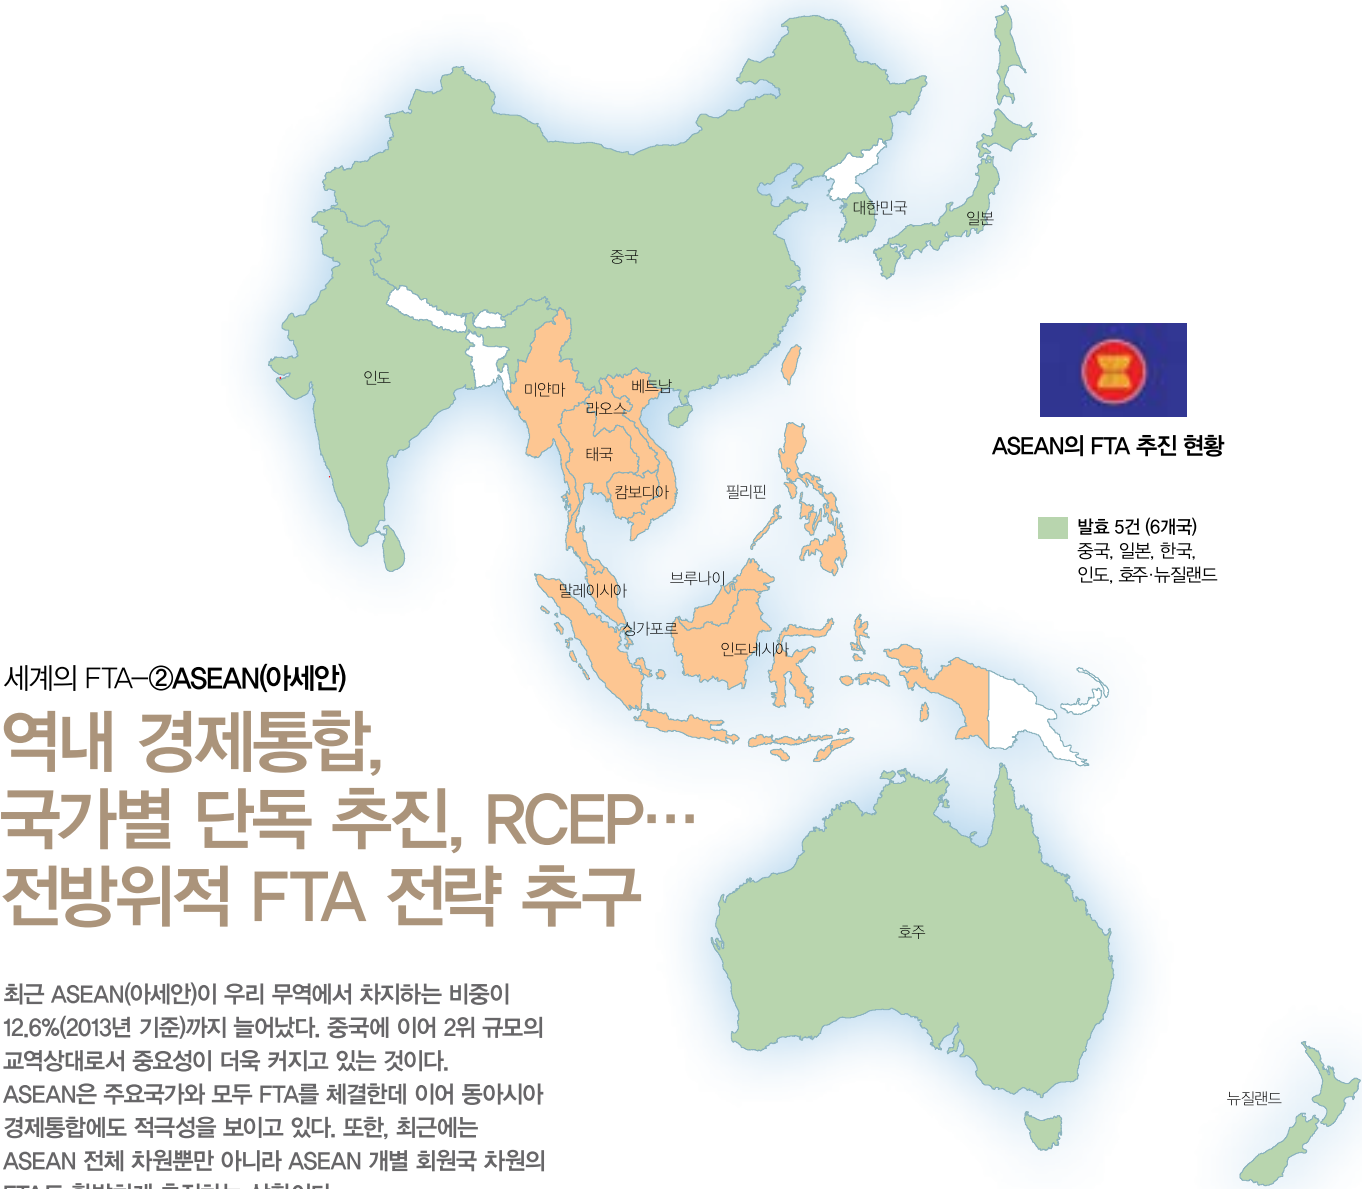 대한민국
일본
중국
인도
미얀마
베트남
라오스
태국
캄보디아
필리핀
브루나이
말레이시아
싱가포르
인도네시아
호주
뉴질랜드
ASEAN의 FTA 추진 현황
발효 5건 (6개국)
중국, 일본, 한국,
인도, 호주·뉴질랜드
세계의 FTA-②ASEAN(아세안)
역내 경제통합,
국가별 단독 추진, RCEP…
전방위적 FTA 전략 추구
최근 ASEAN(아세안)이 우리 무역에서 차지하는 비중이
12.6%(2013년 기준)까지 늘어났다. 중국에 이어 2위 규모의
교역상대로서 중요성이 더욱 커지고 있는 것이다.
ASEAN은 주요국가와 모두 FTA를 체결한데 이어 동아시아
경제통합에도 적극성을 보이고 있다. 또한, 최근에는
ASEAN 전체 차원뿐만 아니라 ASEAN 개별 회원국 차원의